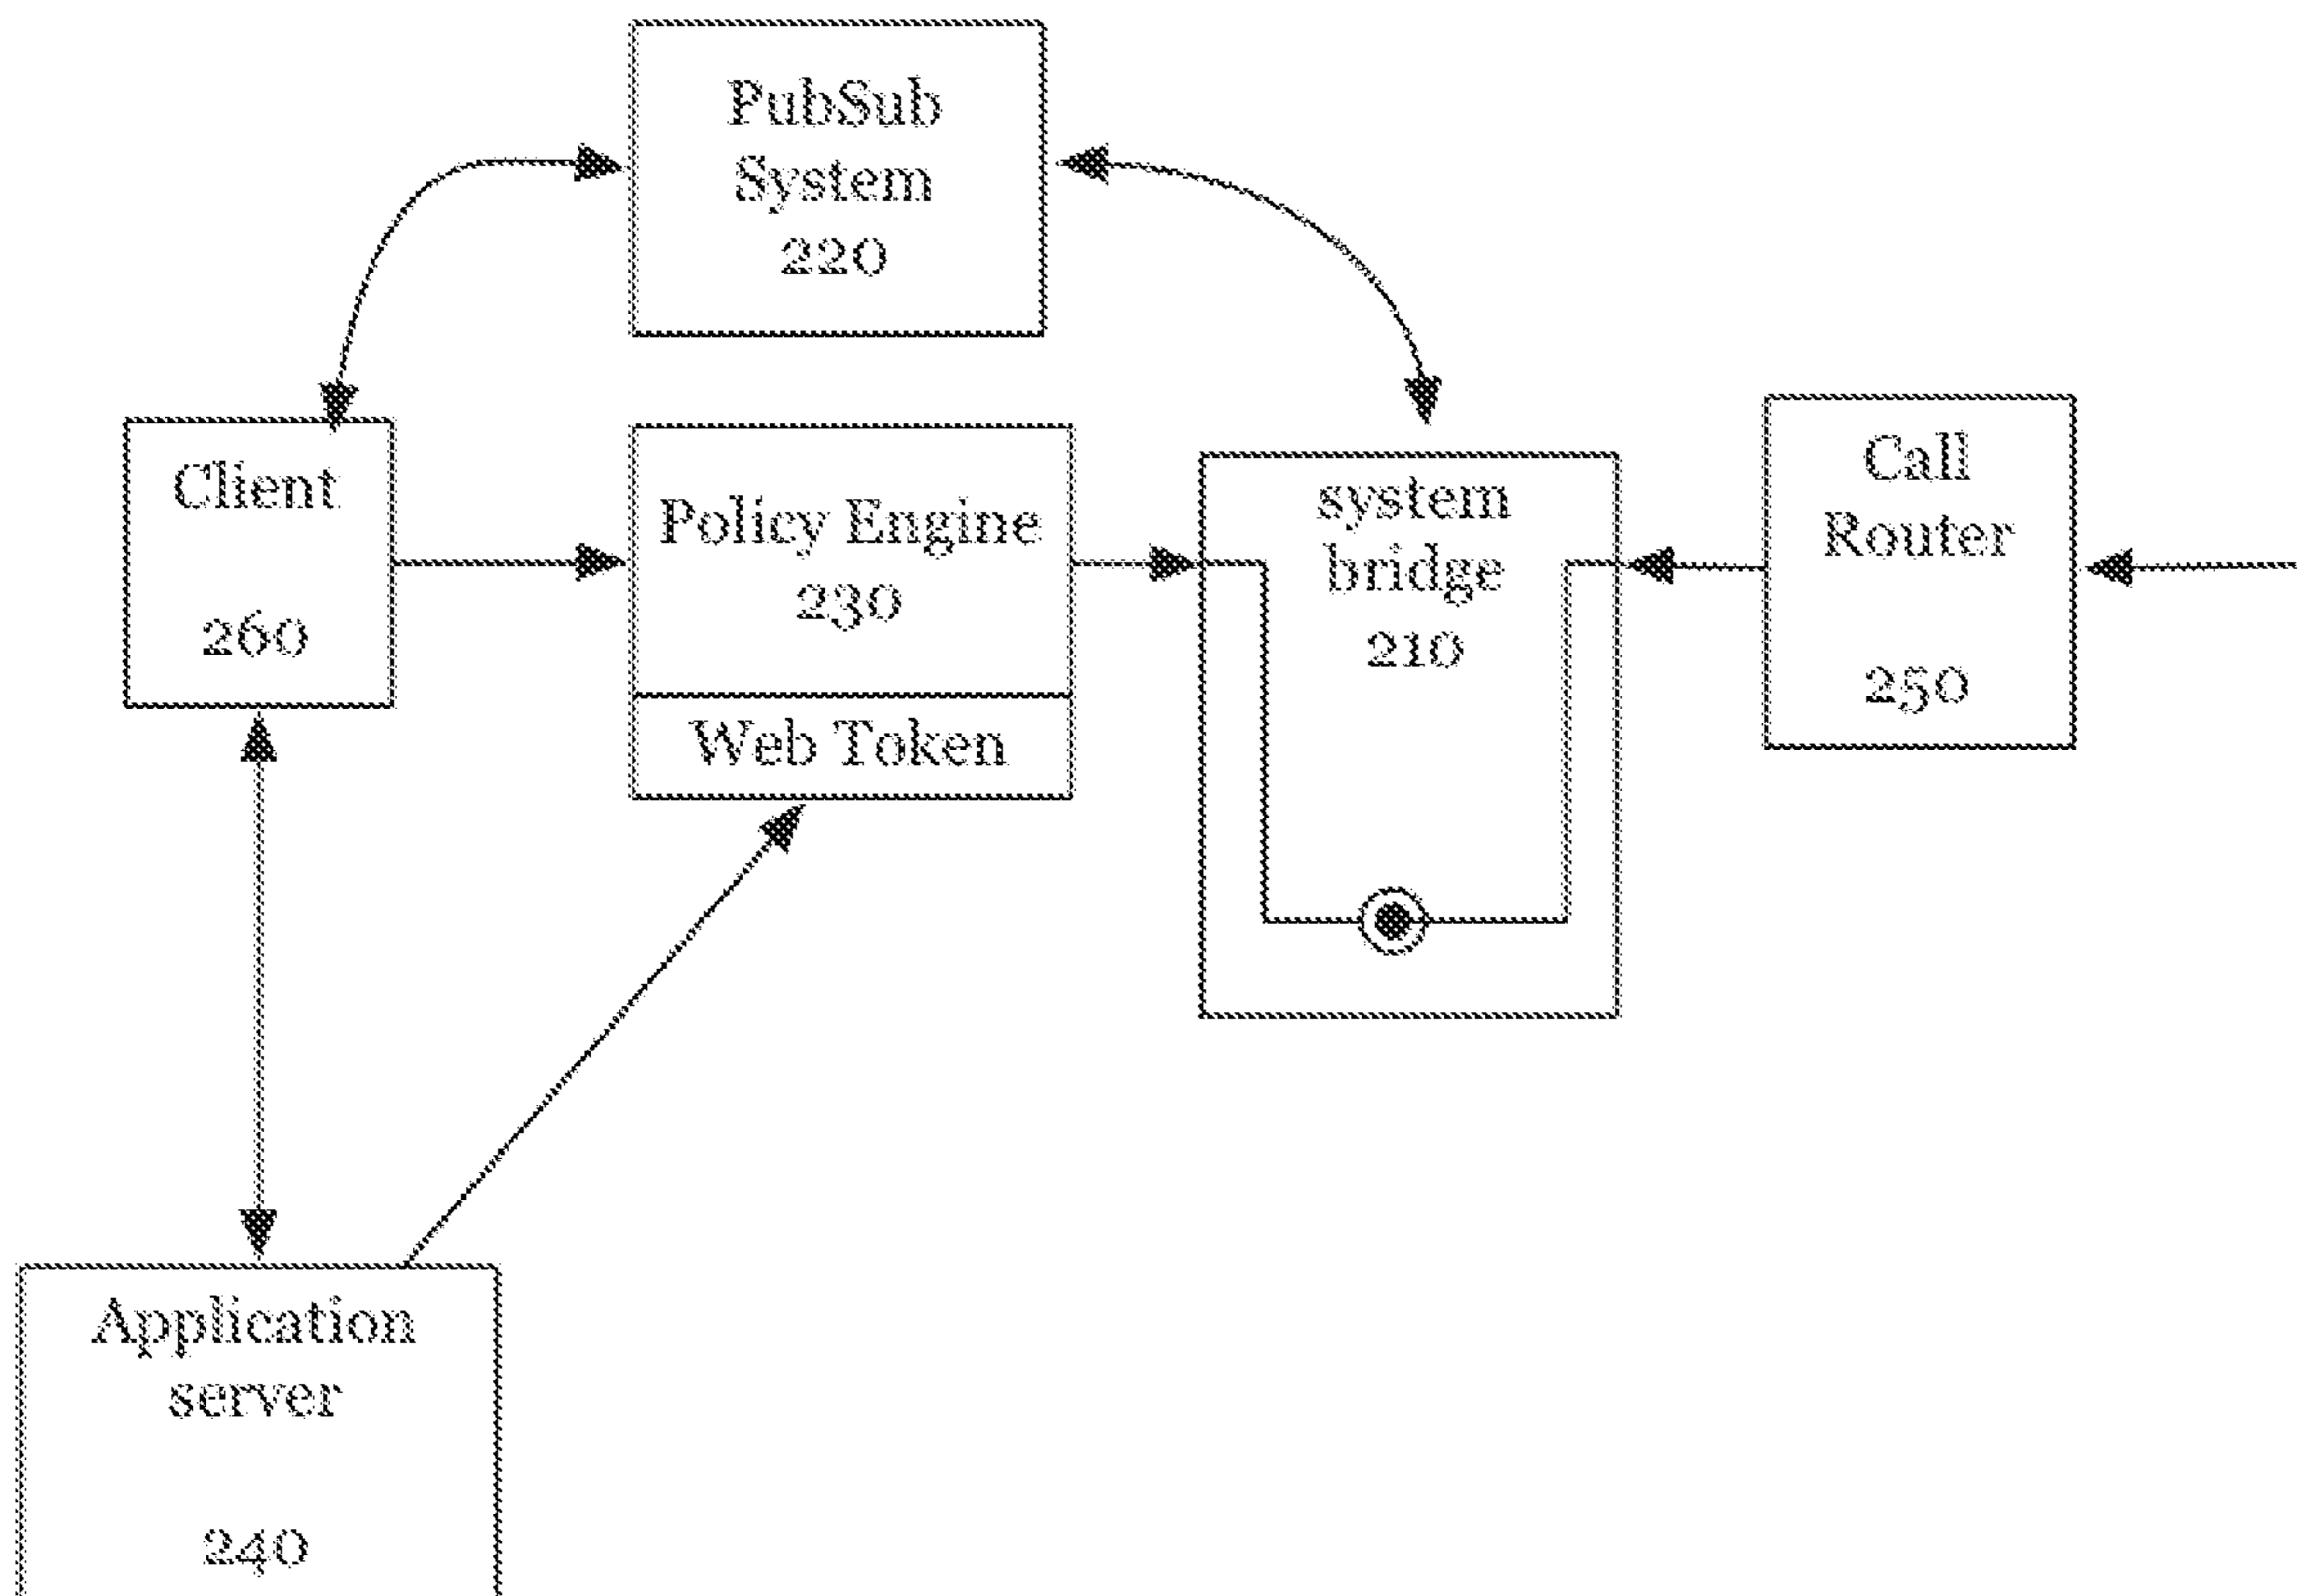 PubSub
System
220
Client
260
Policy Engine
230
Web Token
system
bridge
210
Call
Router
250
Application
server
240